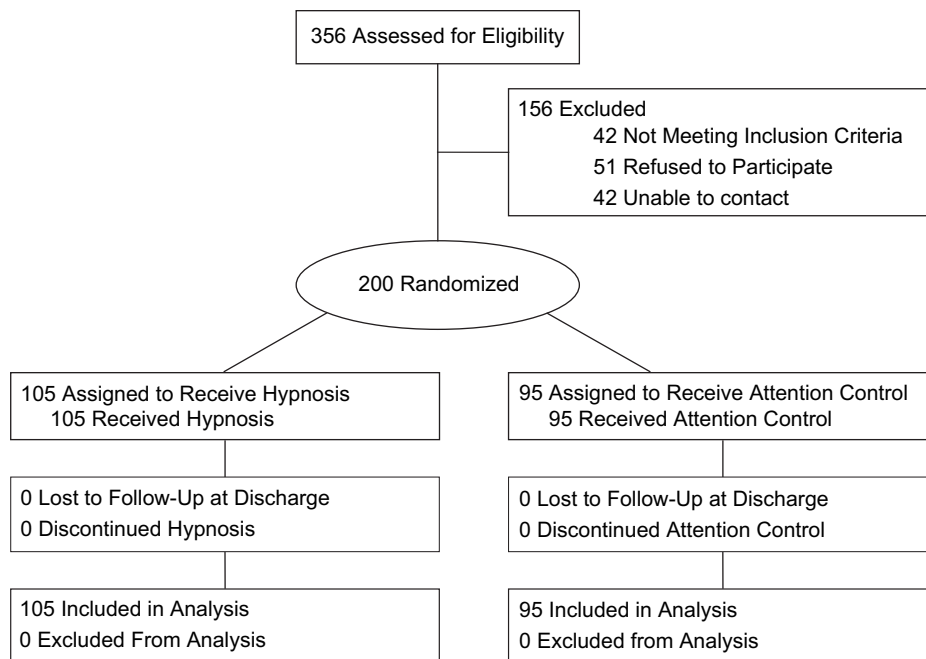 356 Assessed for Eligibility
156 Excluded
42 Not Meeting Inclusion Criteria
51 Refused to Participate
42 Unable to contact
200 Randomized
105 Assigned to Receive Hypnosis
105 Received Hypnosis
95 Assigned to Receive Attention Control
95 Received Attention Control
0 Lost to Follow-Up at Discharge
0 Discontinued Hypnosis
0 Lost to Follow-Up at Discharge
0 Discontinued Attention Control
105 Included in Analysis
0 Excluded From Analysis
95 Included in Analysis
0 Excluded from Analysis